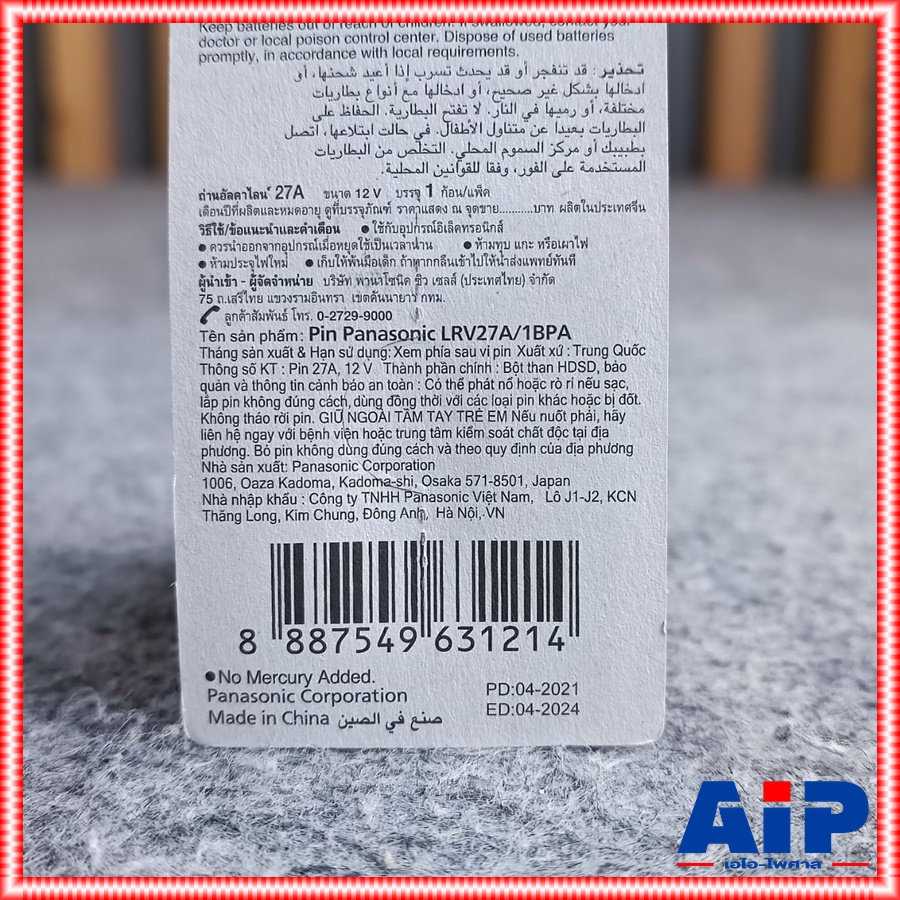 Keep batteries out of reach of children. If swallowed, contact your
doctor or local poison control center. Dispose of used batteries
promptly, in accordance with local requirements.
تحذير: قد تنفجر أو قد يحدث تسرب إذا أعيد شحنها، أو
ادخالها بشكل غير صحيح، أو ادخالها مع أنواع بطاريات
مختلفة، أو رميها في النار. لا تفتح البطارية. الحفاظ على
البطاريات بعيداً عن متناول الأطفال. في حالت ابتلاعها، اتصل
بطبيبك أو مركز السموم المحلي. التخلص من البطاريات
المستخدمة على الفور، وفقا للقوانين المحلية.
ถ่านอัลคาไลน์ 27A ขนาด 12 V บรรจุ 1 ก้อน/แพ็ค
เดือนปีที่ผลิตและหมดอายุ ดูที่บรรจุภัณฑ์ ราคาแสดง ณ จุดขาย..........บาท ผลิตในประเทศจีน
วิธีใช้/ข้อแนะนำและคำเตือน ●ใช้กับอุปกรณ์อิเล็คทรอนิกส์
●ควรนำออกจากอุปกรณ์เมื่อหยุดใช้เป็นเวลานาน ●ห้ามทุบ แกะ หรือเผาไฟ
●ห้ามประจุไฟใหม่ ●เก็บให้พ้นมือเด็ก ถ้าหากกลืนเข้าไปให้นำส่งแพทย์ทันที
ผู้นำเข้า - ผู้จัดจำหน่าย บริษัท พานาโซนิค ซิว เซลส์ (ประเทศไทย) จำกัด
75 ถ.เสรีไทย แขวงรามอินทรา เขตคันนายาว กทม.
ลูกค้าสัมพันธ์ โทร. 0-2729-9000
Tên sản phẩm : Pin Panasonic LRV27A/1BPA
Tháng sản xuất & Hạn sử dụng: Xem phía sau vỉ pin Xuất xứ : Trung Quốc
Thông số KT : Pin 27A, 12 V Thành phần chính : Bột than HDSD, bảo
quản và thông tin cảnh báo an toàn : Có thể phát nổ hoặc rò rỉ nếu sạc,
lắp pin không đúng cách, dùng đồng thời với các loại pin khác hoặc bị đốt.
Không tháo rời pin. GIỮ NGOÀI TẦM TAY TRẺ EM Nếu nuốt phải, hãy
liên hệ ngay với bệnh viện hoặc trung tâm kiểm soát chất độc tại địa
phương. Bỏ pin không dùng đúng cách và theo quy định của địa phương
Nhà sản xuất: Panasonic Corporation
1006, Oaza Kadoma, Kadoma-shi, Osaka 571-8501, Japan
Nhà nhập khẩu : Công ty TNHH Panasonic Việt Nam, Lô J1-J2, KCN
Thăng Long, Kim Chung, Đông Anh, Hà Nội,-VN
8 887549 631214
●No Mercury Added.
Panasonic Corporation
Made in China صنع في الصين
PD:04-2021
ED:04-2024
AiP
เอไอ-ไพศาล